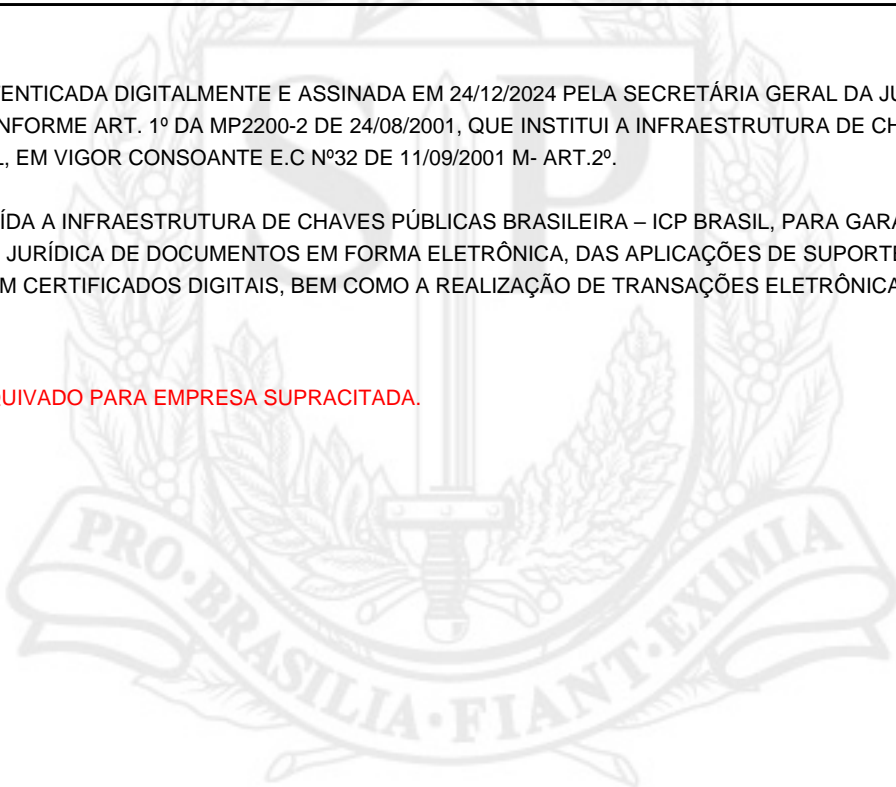 ENTICADA DIGITALMENTE E ASSINADA EM 24/12/2024 PELA SECRETÁRIA GERAL DA JU
NFORME ART. 1º DA MP2200-2 DE 24/08/2001, QUE INSTITUI A INFRAESTRUTURA DE CH
L, EM VIGOR CONSOANTE E.C Nº32 DE 11/09/2001 M- ART.2º.
ÍDA A INFRAESTRUTURA DE CHAVES PÚBLICAS BRASILEIRA – ICP BRASIL, PARA GARA
JURÍDICA DE DOCUMENTOS EM FORMA ELETRÔNICA, DAS APLICAÇÕES DE SUPORTE
M CERTIFICADOS DIGITAIS, BEM COMO A REALIZAÇÃO DE TRANSAÇÕES ELETRÔNICA
UIVADO PARA EMPRESA SUPRACITADA.
SP
PRO·BRASILIA·FIANT·EXIMIA